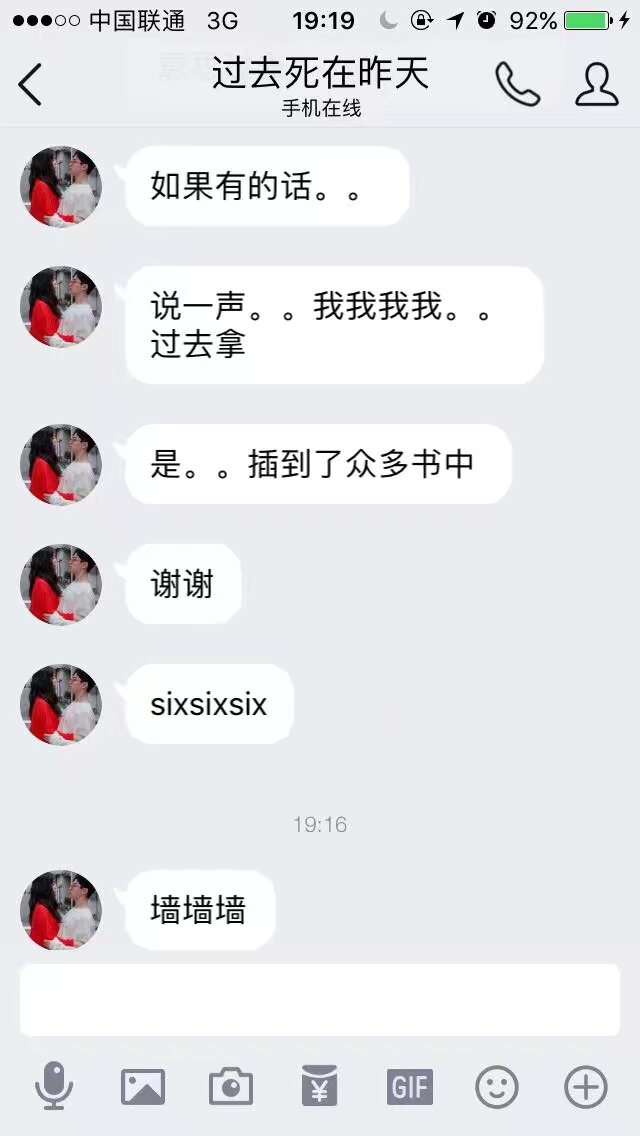 中国联通 3G 19:19 92%
过去死在昨天
手机在线
如果有的话。。
说一声。。我我我我。。
过去拿
是。。插到了众多书中
谢谢
sixsixsix
19:16
墙墙墙
¥
GIF